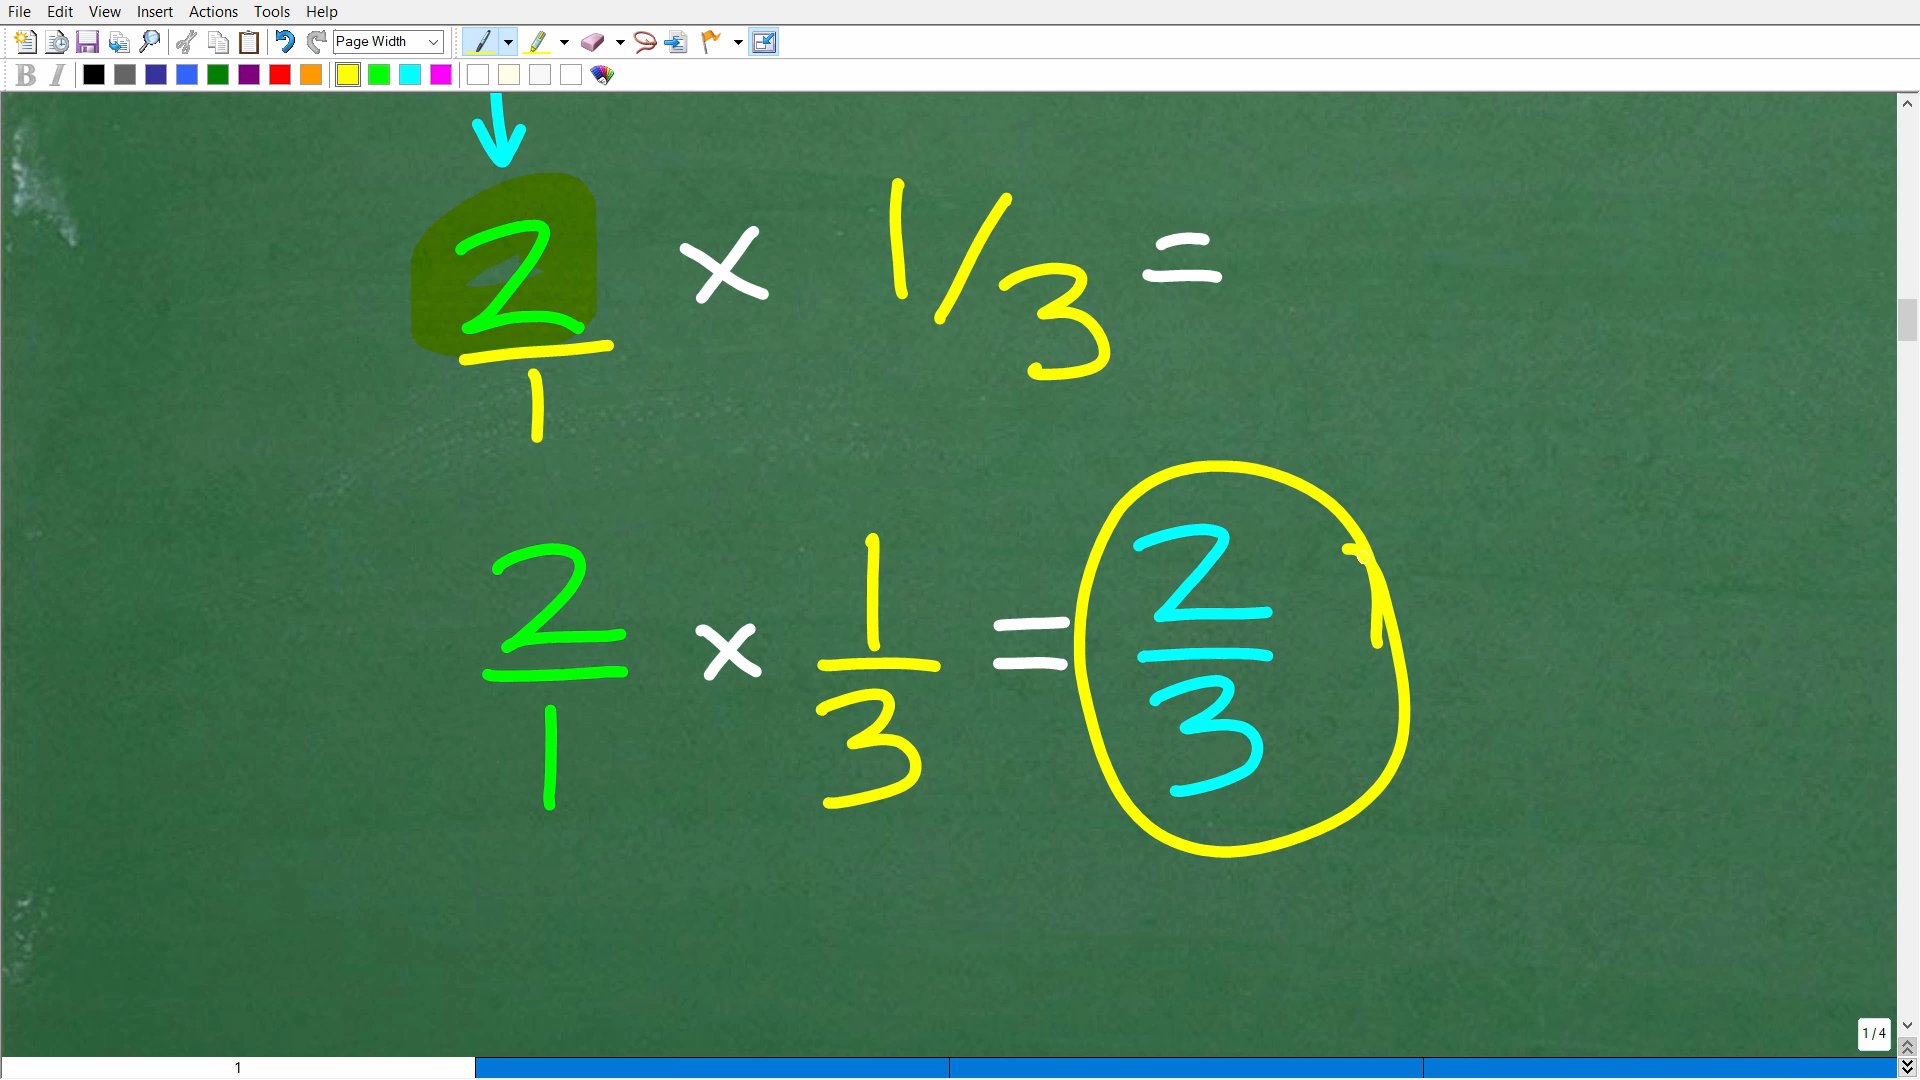 File Edit View Insert Actions Tools Help
Page Width
B I
2/1 × 1/3 =
2/1 × 1/3 = 2/3
1/4
1